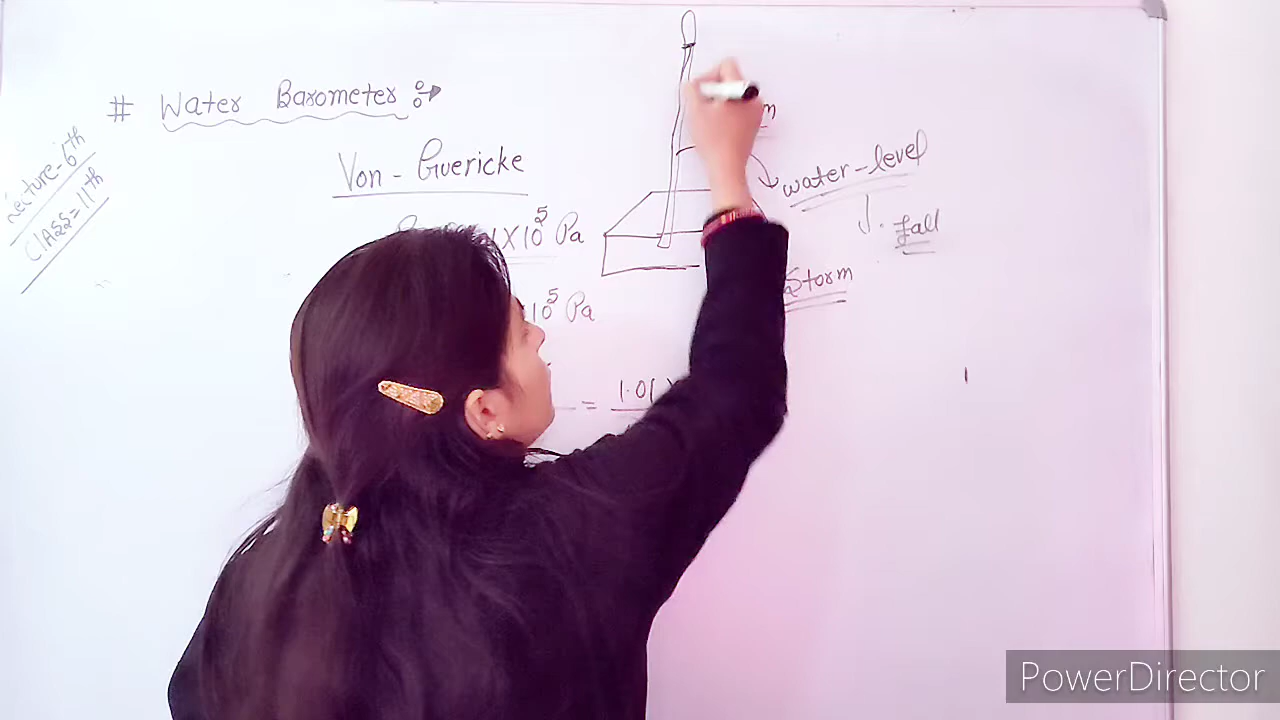 # Water Barometer :→
Lecture-6th
CLASS=11th
Von-Guericke
1X10⁵ Pa
10⁵ Pa
= 1.01
m
water-level
↓. Fall
Storm
PowerDirector